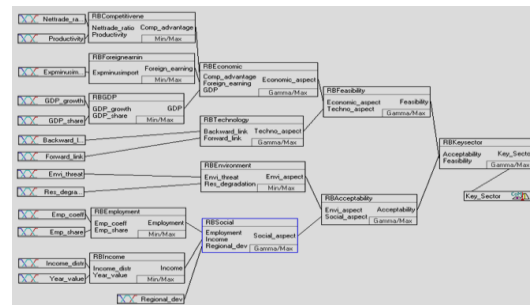 Nettrade_ra...
Productivity
RBCompetitivene
Nettrade_ratio Comp_advantage
Productivity
Min/Max
Expminusim...
RBForeignearnin
Expminusimport Foreign_earning
Min/Max
GDP_growth
GDP_share
RBGDP
GDP_growth GDP
GDP_share
Min/Max
RBEconomic
Comp_advantage Economic_aspect
Foreign_earning
GDP
Gamma/Max
Backward_l...
Forward_link
RBTechnology
Backward_link Techno_aspect
Forward_link
Gamma/Max
RBFeasibility
Economic_aspect Feasibility
Techno_aspect
Gamma/Max
Envi_threat
Res_degra...
RBEnvironment
Envi_threat Envi_aspect
Res_degradation
Min/Max
RBKeysector
Acceptability Key_Secto
Feasibility
Gamma/Max
Key_Sector
Emp_coeff
Emp_share
RBEmployment
Emp_coeff Employment
Emp_share
Min/Max
RBSocial
Employment Social_aspect
Income
Regional_dev
Gamma/Max
RBAcceptability
Envi_aspect Acceptability
Social_aspect
Gamma/Max
Income_distr
Year_value
RBIncome
Income_distr Income
Year_value
Min/Max
Regional_dev